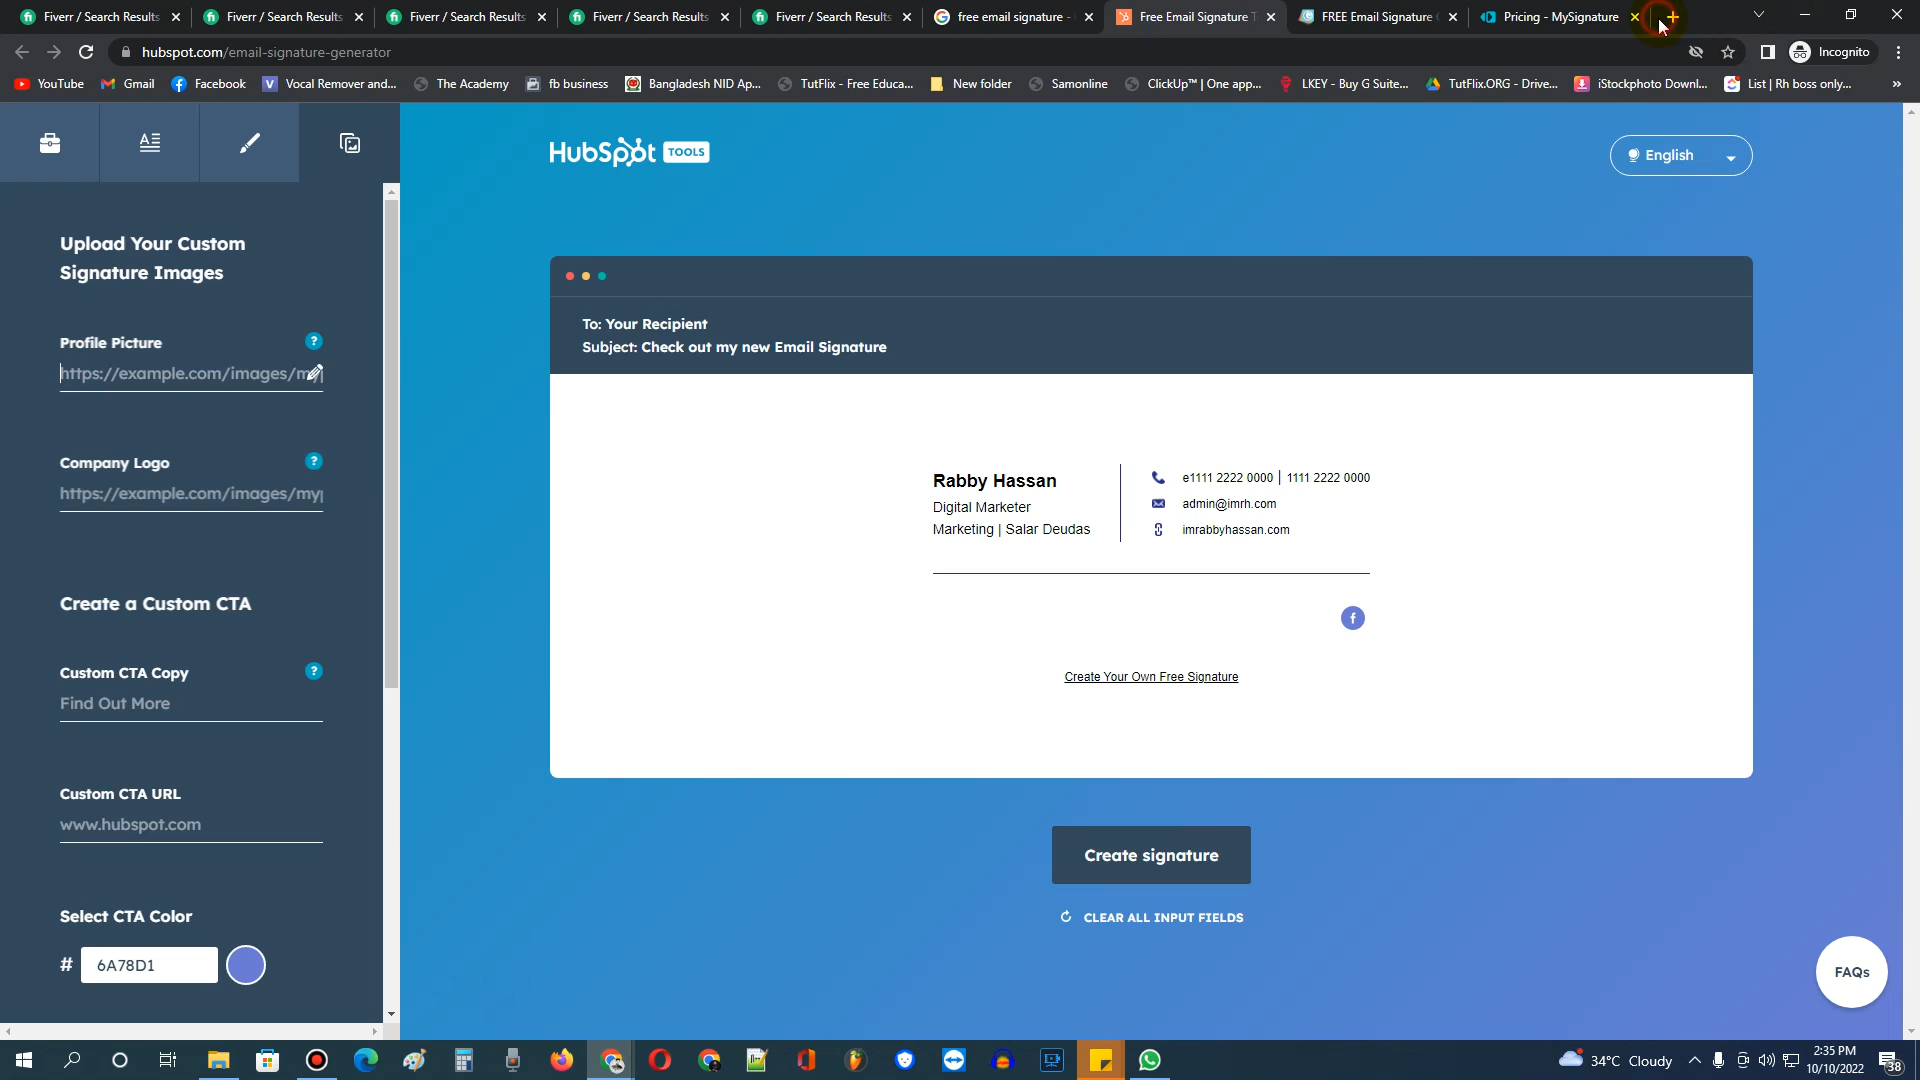 Fiverr / Search Results
Fiverr / Search Results
Fiverr / Search Results
Fiverr / Search Results
Fiverr / Search Results
free email signature -
Free Email Signature T
FREE Email Signature
Pricing - MySignature
hubspot.com/email-signature-generator
Incognito
YouTube
Gmail
Facebook
Vocal Remover and...
The Academy
fb business
Bangladesh NID Ap...
TutFlix - Free Educa...
New folder
Samonline
ClickUp™ | One app...
LKEY - Buy G Suite...
TutFlix.ORG - Drive...
iStockphoto Downl...
List | Rh boss only...
»
HubSpot TOOLS
English
Upload Your Custom
Signature Images
Profile Picture ?
https://example.com/images/my
Company Logo ?
https://example.com/images/myp
Create a Custom CTA
Custom CTA Copy ?
Find Out More
Custom CTA URL
www.hubspot.com
Select CTA Color
# 6A78D1
To: Your Recipient
Subject: Check out my new Email Signature
Rabby Hassan
Digital Marketer
Marketing | Salar Deudas
e1111 2222 0000 | 1111 2222 0000
admin@imrh.com
imrabbyhassan.com
Create Your Own Free Signature
Create signature
CLEAR ALL INPUT FIELDS
FAQs
34°C Cloudy
2:35 PM
10/10/2022
38